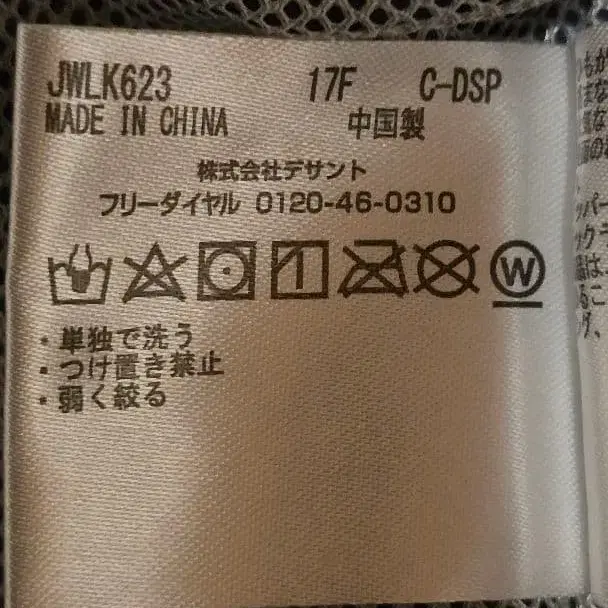 JWLK623 17F C-DSP
MADE IN CHINA 中国製
株式会社デサント
フリーダイヤル 0120-46-0310
W
・単独で洗う
・つけ置き禁止
・弱く絞る